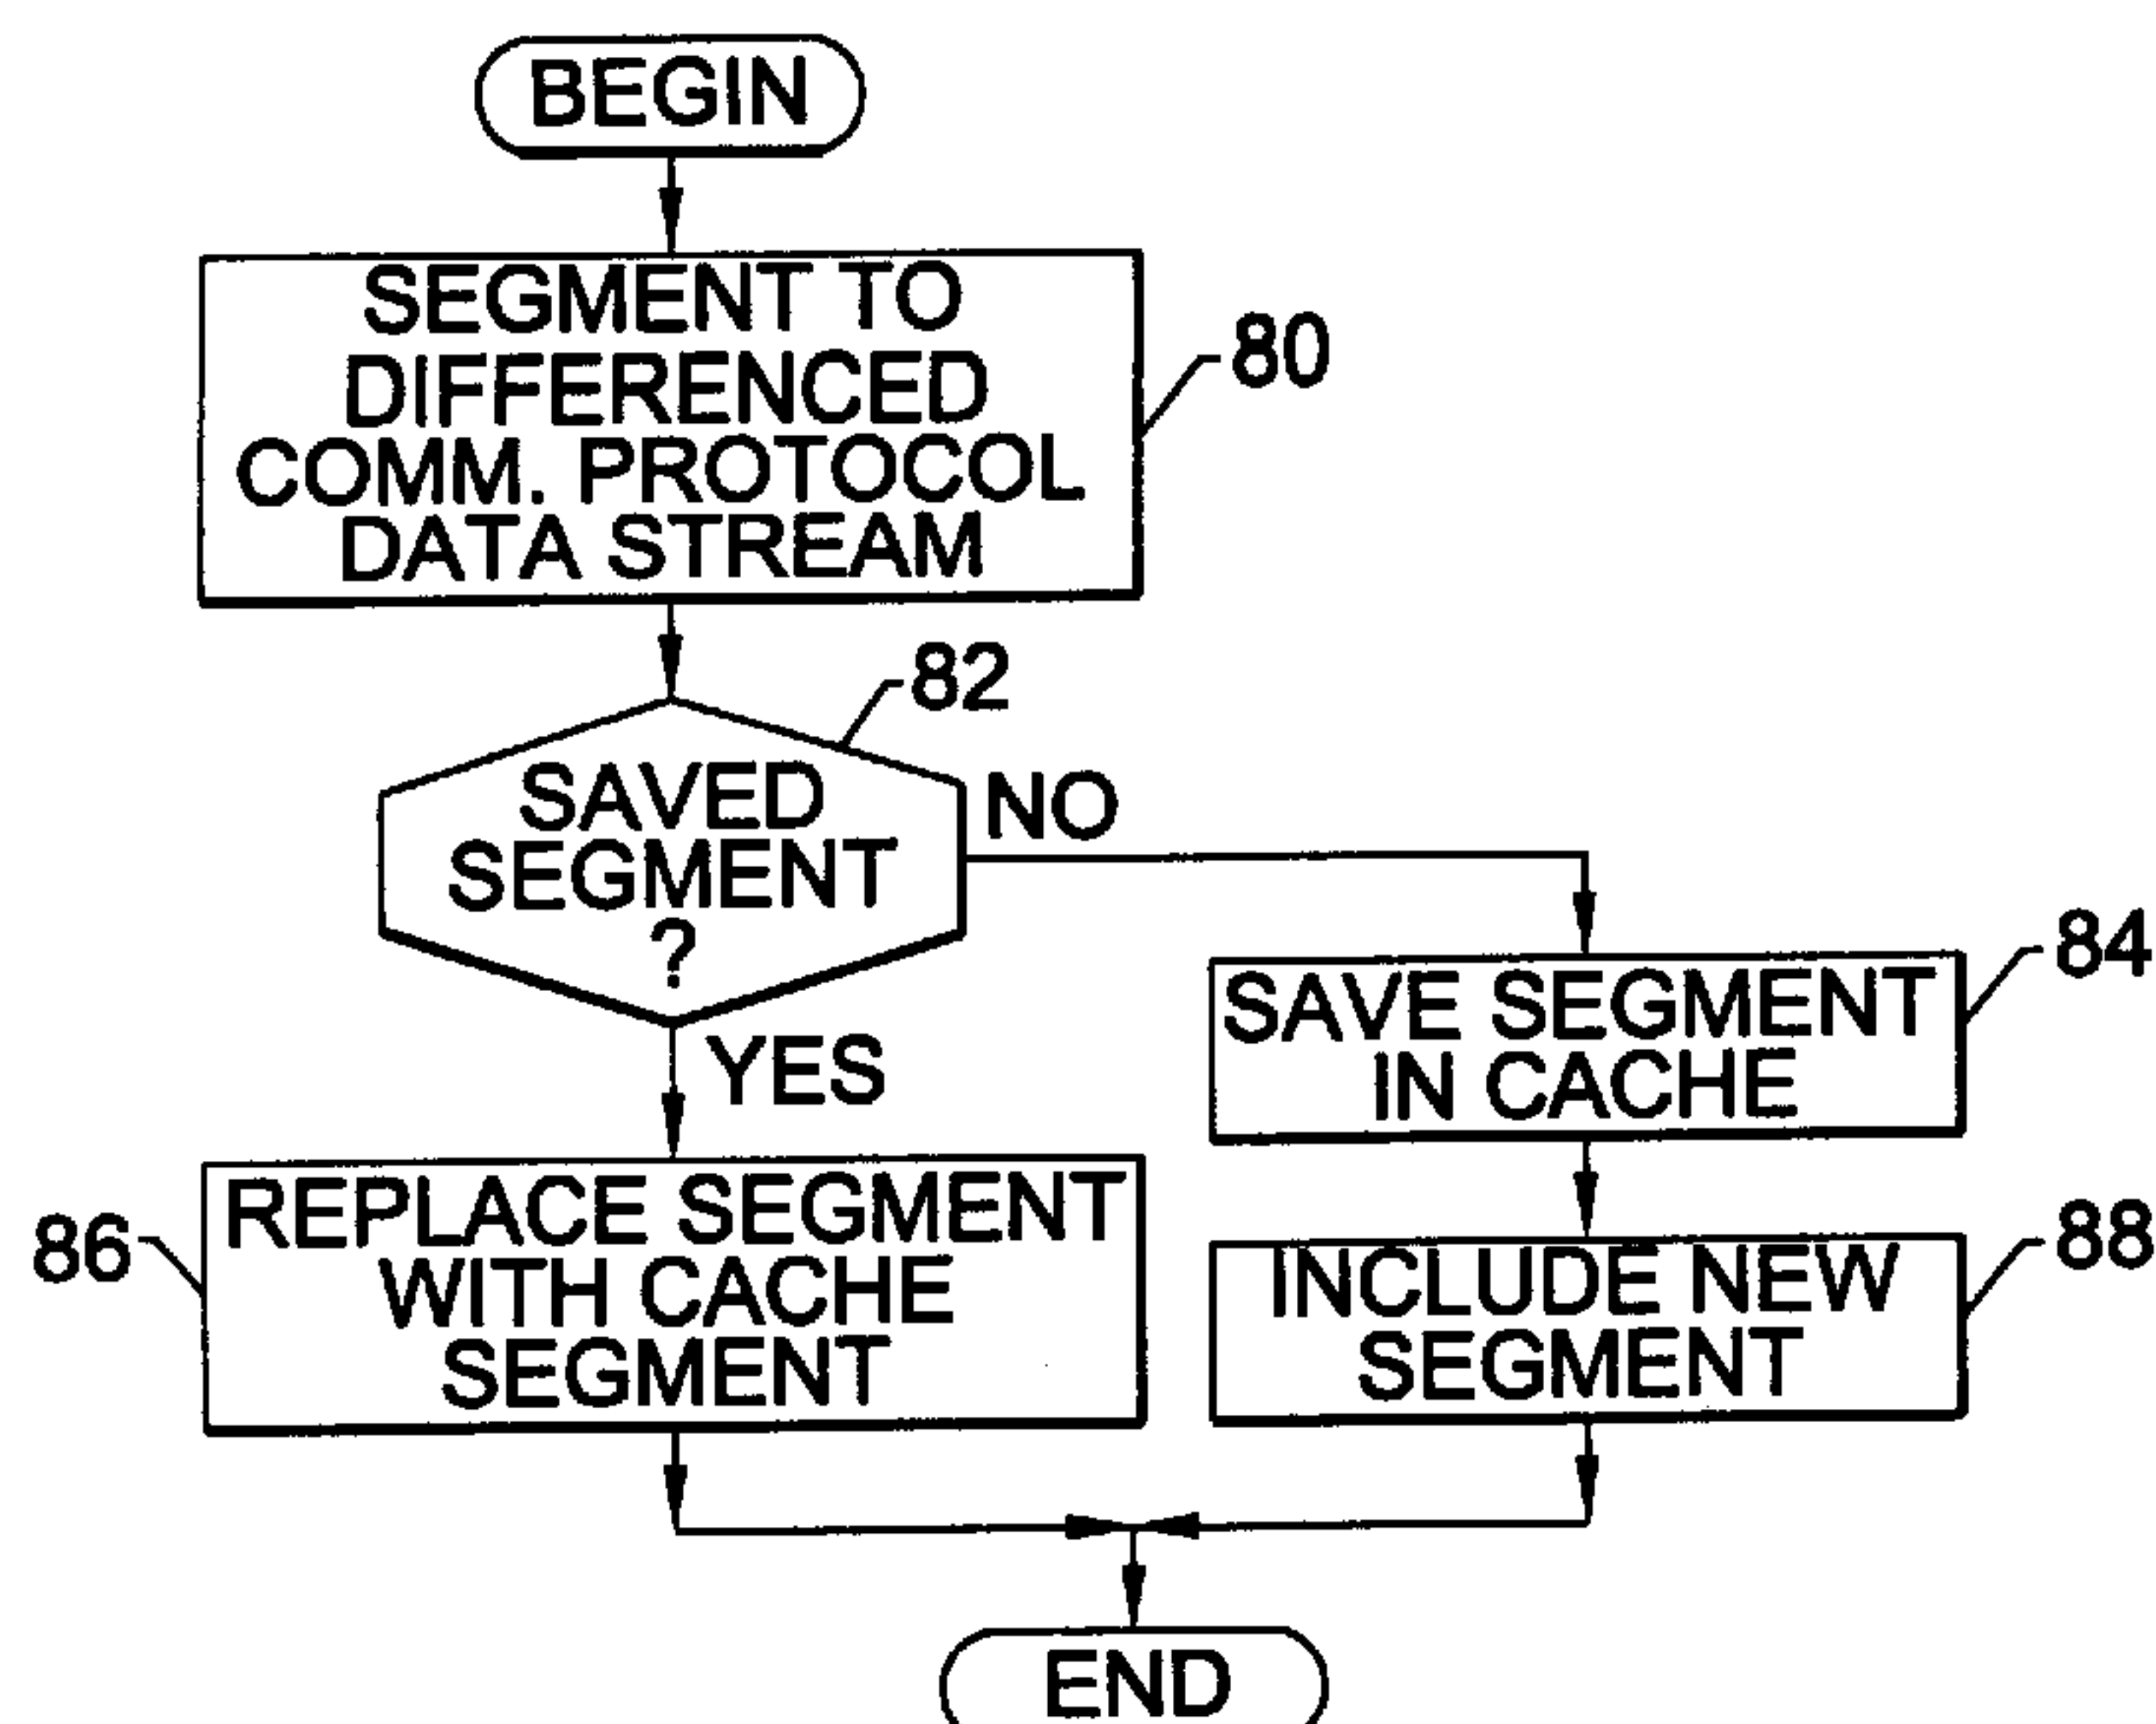 BEGIN
SEGMENT TO
DIFFERENCED
COMM. PROTOCOL
DATA STREAM
80
82
SAVED
SEGMENT
?
NO
YES
84
SAVE SEGMENT
IN CACHE
86
REPLACE SEGMENT
WITH CACHE
SEGMENT
88
INCLUDE NEW
SEGMENT
END